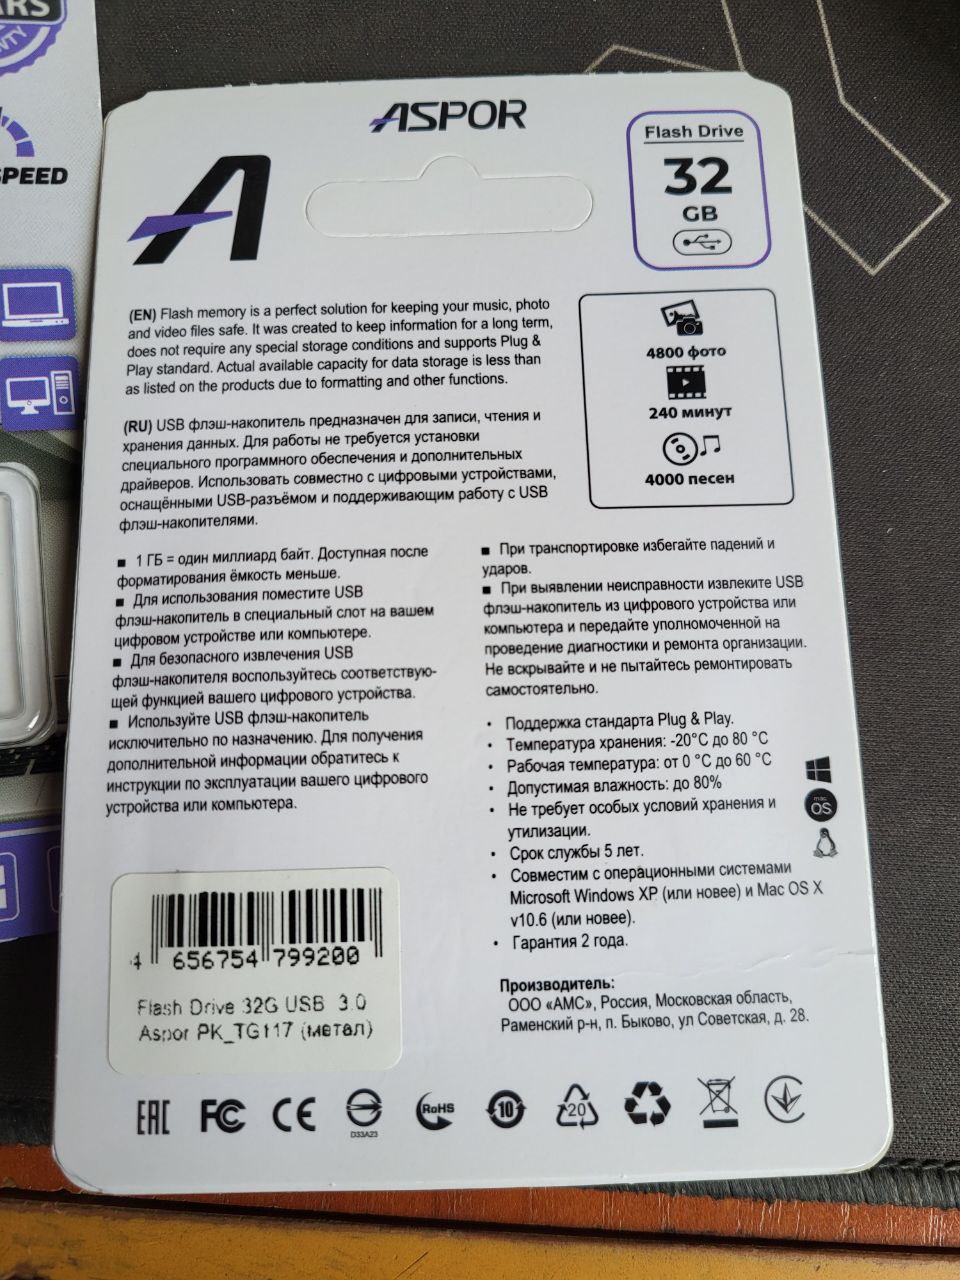 ARS
NTY
SPEED
ASPOR
Flash Drive
32
GB
(EN) Flash memory is a perfect solution for keeping your music, photo
and video files safe. It was created to keep information for a long term,
does not require any special storage conditions and supports Plug &
Play standard. Actual available capacity for data storage is less than
as listed on the products due to formatting and other functions.
4800 фото
240 минут
4000 песен
(RU) USB флэш-накопитель предназначен для записи, чтения и
хранения данных. Для работы не требуется установки
специального программного обеспечения и дополнительных
драйверов. Использовать совместно с цифровыми устройствами,
оснащёнными USB-разъёмом и поддерживающим работу с USB
флэш-накопителями.
▪ 1 ГБ = один миллиард байт. Доступная после
форматирования ёмкость меньше.
▪ Для использования поместите USB
флэш-накопитель в специальный слот на вашем
цифровом устройстве или компьютере.
▪ Для безопасного извлечения USB
флэш-накопителя воспользуйтесь соответствую-
щей функцией вашего цифрового устройства.
▪ Используйте USB флэш-накопитель
исключительно по назначению. Для получения
дополнительной информации обратитесь к
инструкции по эксплуатации вашего цифрового
устройства или компьютера.
▪ При транспортировке избегайте падений и
ударов.
▪ При выявлении неисправности извлеките USB
флэш-накопитель из цифрового устройства или
компьютера и передайте уполномоченной на
проведение диагностики и ремонта организации.
Не вскрывайте и не пытайтесь ремонтировать
самостоятельно.
• Поддержка стандарта Plug & Play.
• Температура хранения: -20°C до 80 °C
• Рабочая температура: от 0 °C до 60 °C
• Допустимая влажность: до 80%
• Не требует особых условий хранения и
утилизации.
• Срок службы 5 лет.
• Совместим с операционными системами
Microsoft Windows XP (или новее) и Mac OS X
v10.6 (или новее).
• Гарантия 2 года.
mac
OS
Производитель:
ООО «АМС», Россия, Московская область,
Раменский р-н, п. Быково, ул Советская, д. 28.
4 656754 799200
Flash Drive 32G USB 3.0
Aspor PK_TG117 (метал)
EAC
FC
CE
D33A23
RoHS
10
20